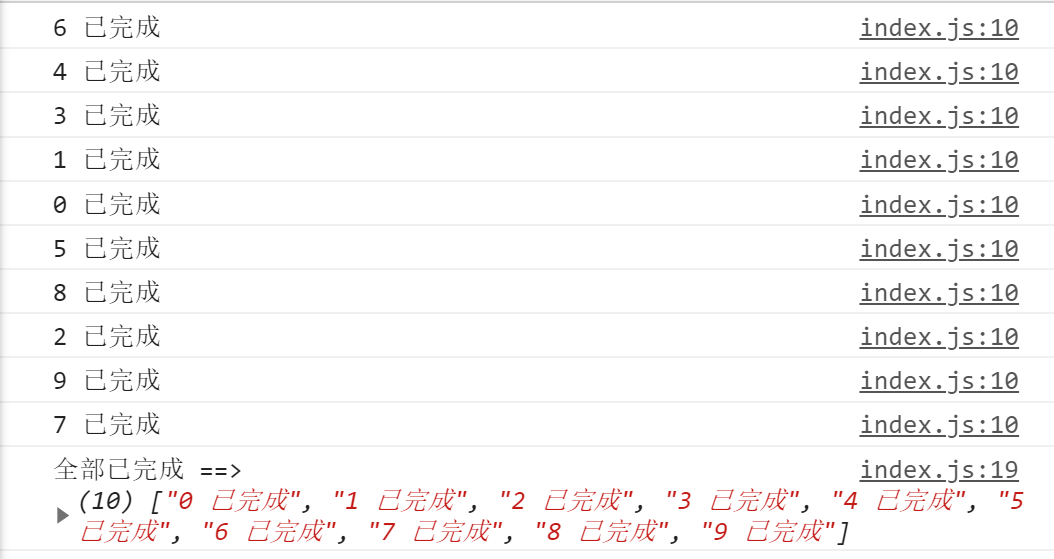 6 已完成 index.js:10
4 已完成 index.js:10
3 已完成 index.js:10
1 已完成 index.js:10
0 已完成 index.js:10
5 已完成 index.js:10
8 已完成 index.js:10
2 已完成 index.js:10
9 已完成 index.js:10
7 已完成 index.js:10
全部已完成 ==> index.js:19
(10) ["0 已完成", "1 已完成", "2 已完成", "3 已完成", "4 已完成", "5
已完成", "6 已完成", "7 已完成", "8 已完成", "9 已完成"]